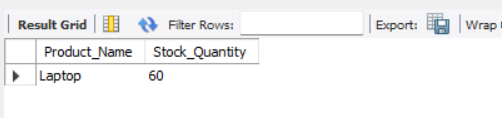 Result Grid Filter Rows: Export: Wrap
Product_Name Stock_Quantity
Laptop 60